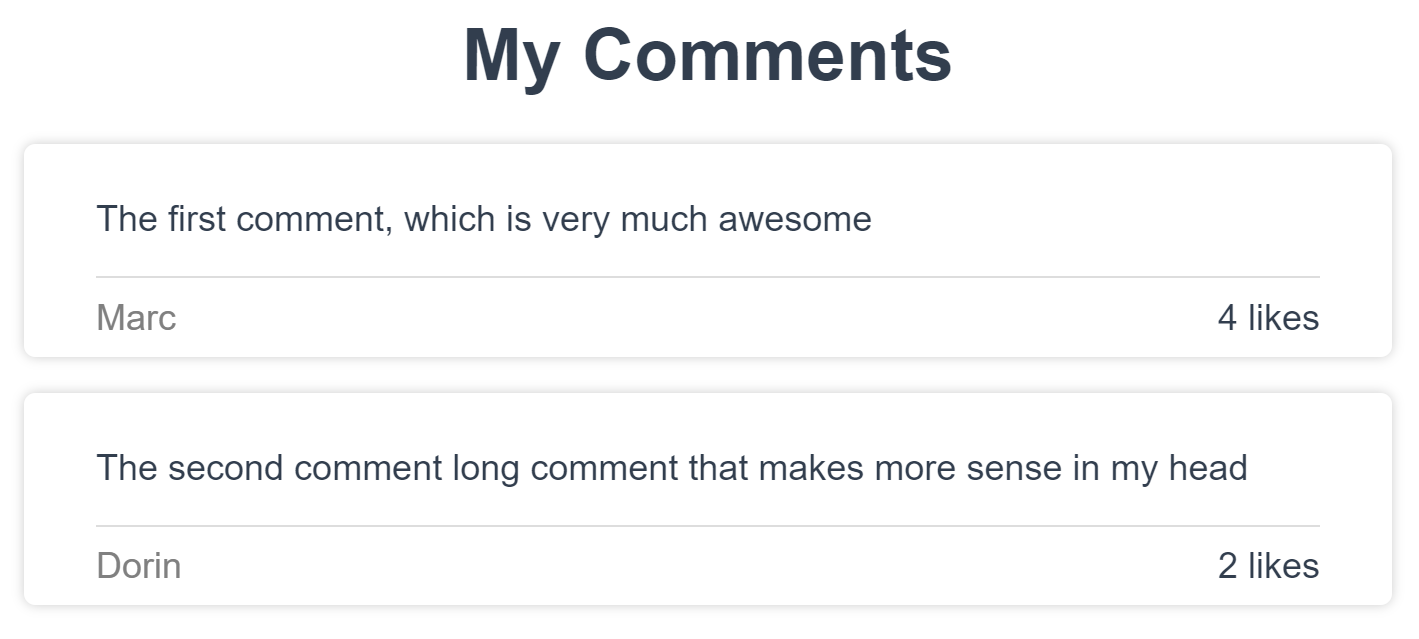 My Comments
The first comment, which is very much awesome
Marc 4 likes
The second comment long comment that makes more sense in my head
Dorin 2 likes